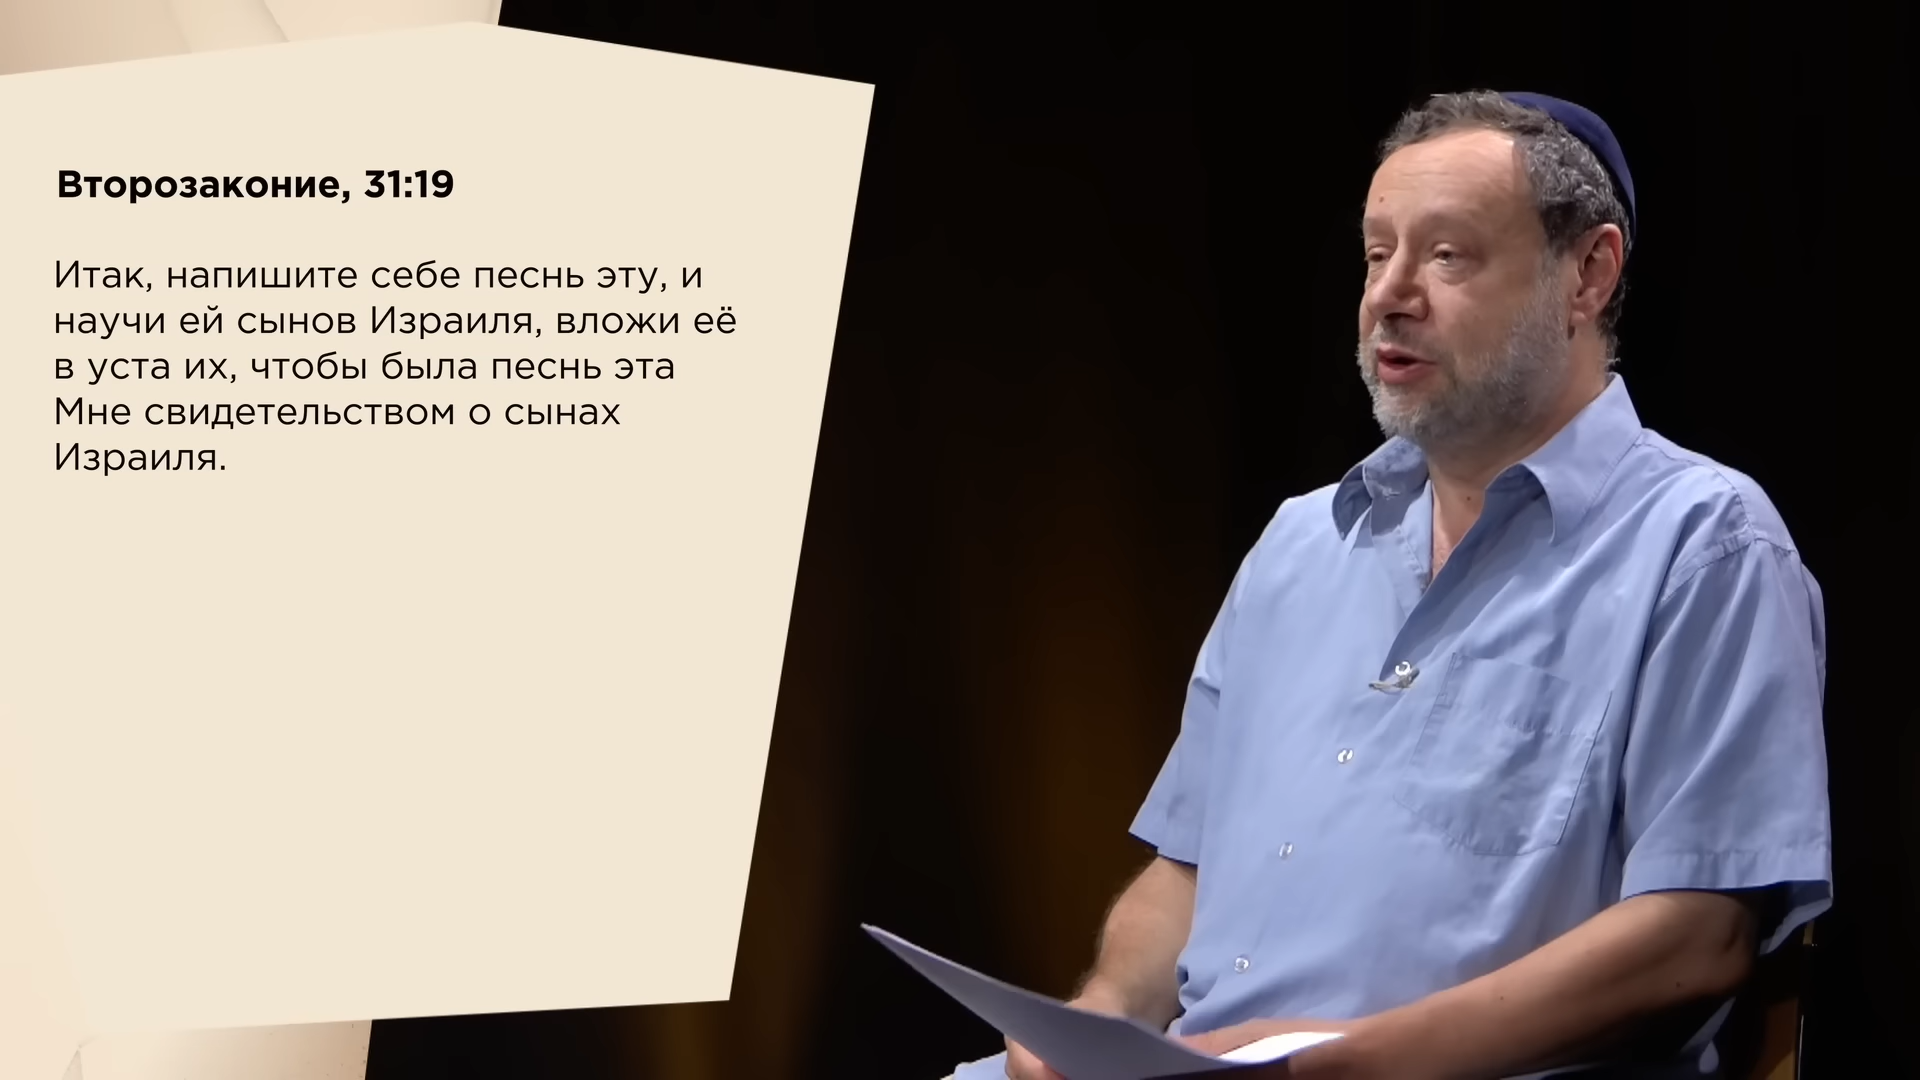 Второзаконие, 31:19
Итак, напишите себе песнь эту, и
научи ей сынов Израиля, вложи её
в уста их, чтобы была песнь эта
Мне свидетельством о сынах
Израиля.